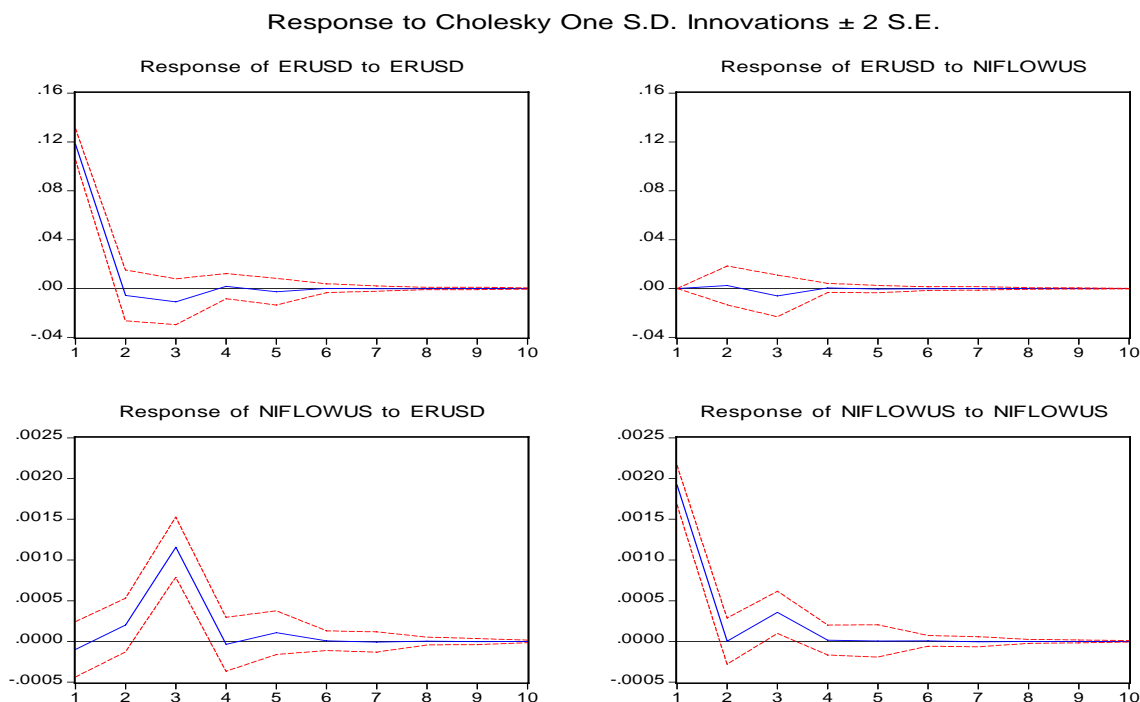 Response to Cholesky One S.D. Innovations ± 2 S.E.
Response of ERUSD to ERUSD
.16
.12
.08
.04
.00
-.04
1 2 3 4 5 6 7 8 9 10
Response of ERUSD to NIFLOWUS
.16
.12
.08
.04
.00
-.04
1 2 3 4 5 6 7 8 9 10
Response of NIFLOWUS to ERUSD
.0025
.0020
.0015
.0010
.0005
.0000
-.0005
1 2 3 4 5 6 7 8 9 10
Response of NIFLOWUS to NIFLOWUS
.0025
.0020
.0015
.0010
.0005
.0000
-.0005
1 2 3 4 5 6 7 8 9 10